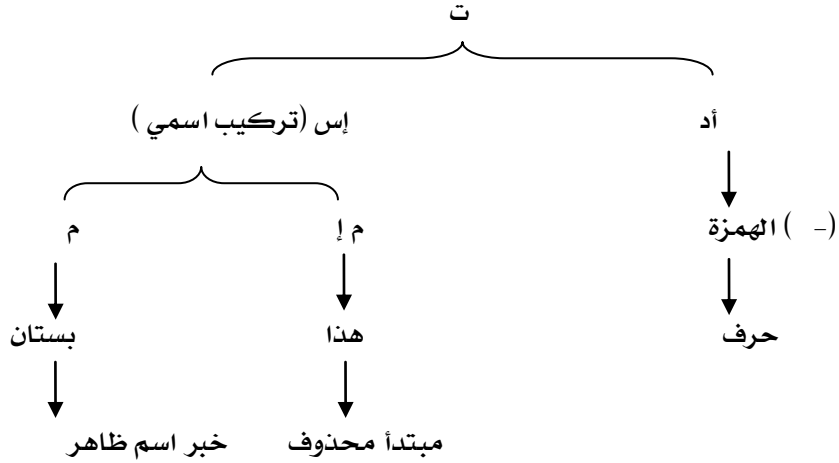 ت
أد إس (تركيب اسمي )
(– ) الهمزة م إ م
حرف هذا بستان
مبتدأ محذوف خبر اسم ظاهر